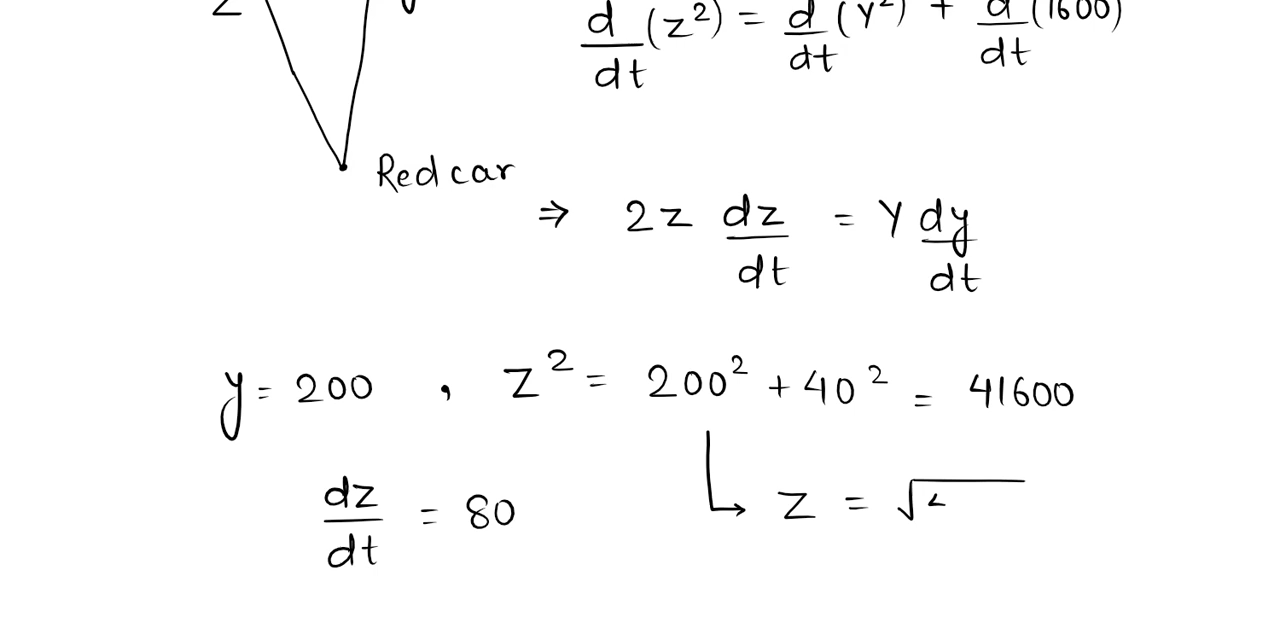 z y
d/dt (z²) = d/dt (y²) + d/dt (1600)
Red car
⇒ 2z dz/dt = y dy/dt
y = 200 , z² = 200² + 40² = 41600
dz/dt = 80
↳ z = √